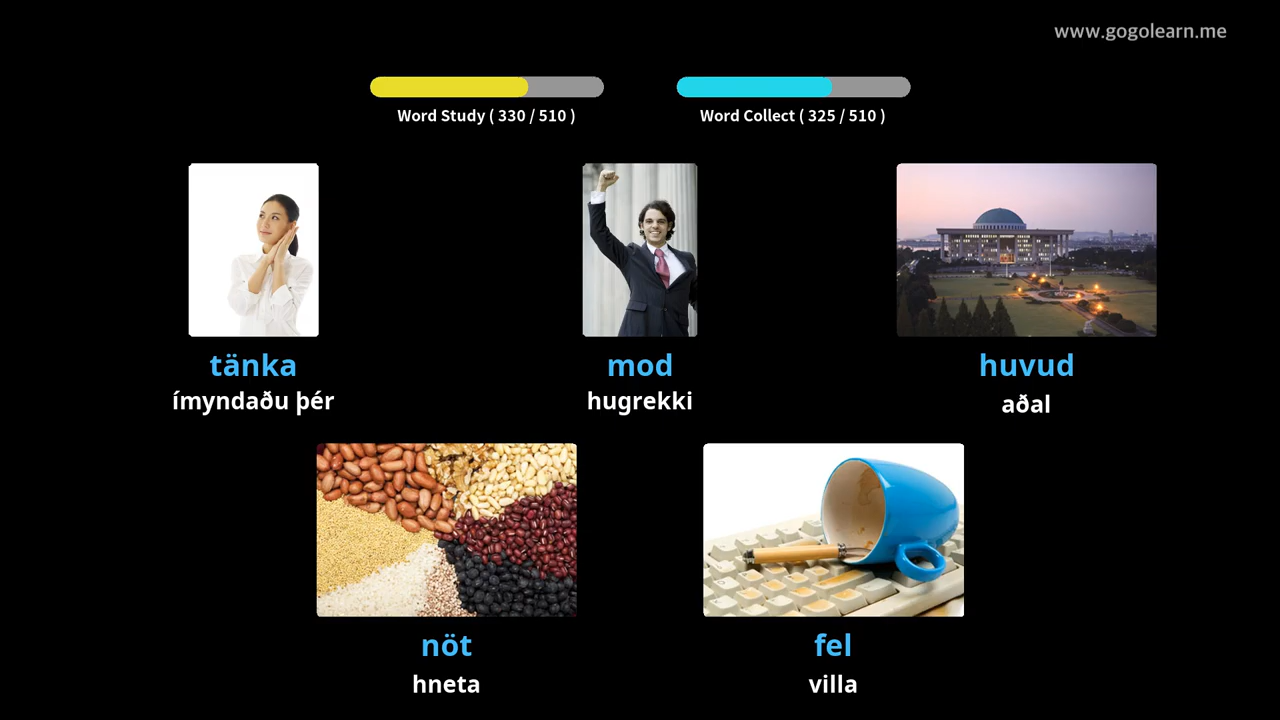 www.gogolearn.me
Word Study ( 330 / 510 )
Word Collect ( 325 / 510 )
tänka
ímyndaðu þér
mod
hugrekki
huvud
aðal
nöt
hneta
fel
villa